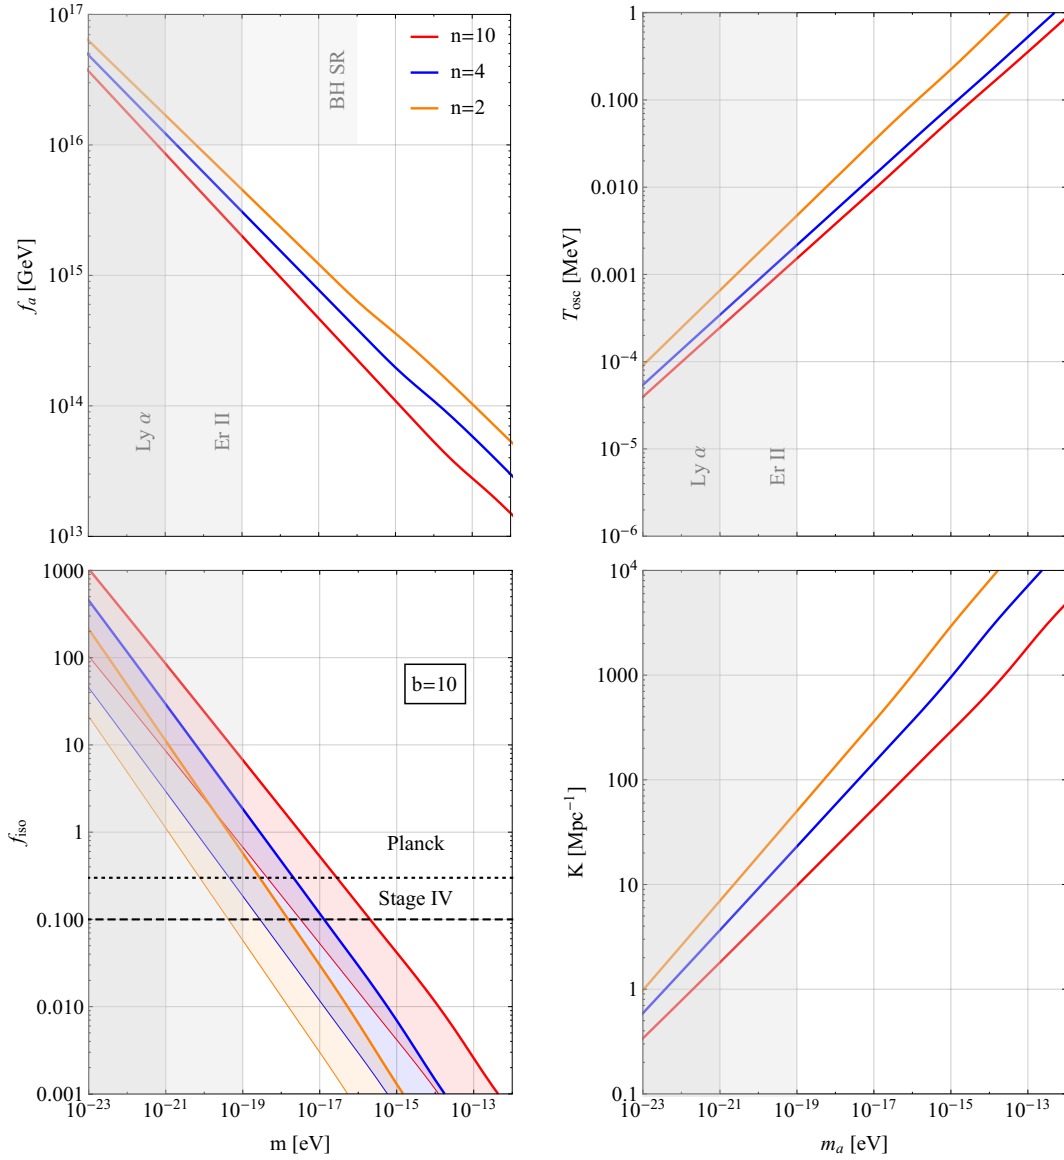 10^17
10^16
10^15
10^14
10^13
f_a [GeV]
BH SR
n=10
n=4
n=2
Ly α
Er II
1
0.100
0.010
0.001
10^-4
10^-5
10^-6
T_osc [MeV]
Ly α
Er II
1000
100
10
1
0.100
0.010
0.001
f_iso
b=10
Planck
Stage IV
10^-23
10^-21
10^-19
10^-17
10^-15
10^-13
m [eV]
10^4
1000
100
10
1
0.1
K [Mpc^-1]
10^-23
10^-21
10^-19
10^-17
10^-15
10^-13
m_a [eV]